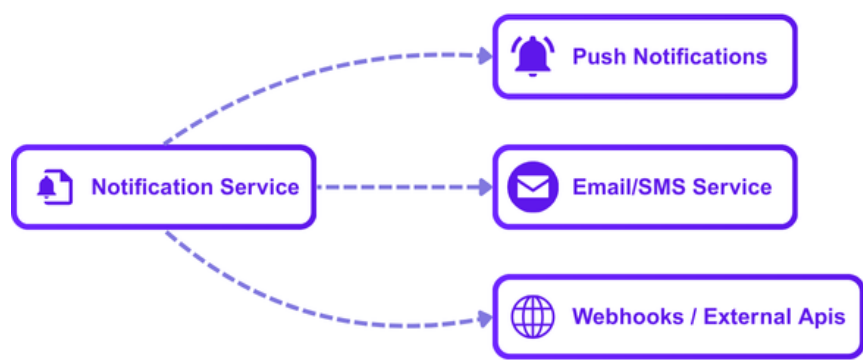 Push Notifications
Notification Service
Email/SMS Service
Webhooks / External Apis